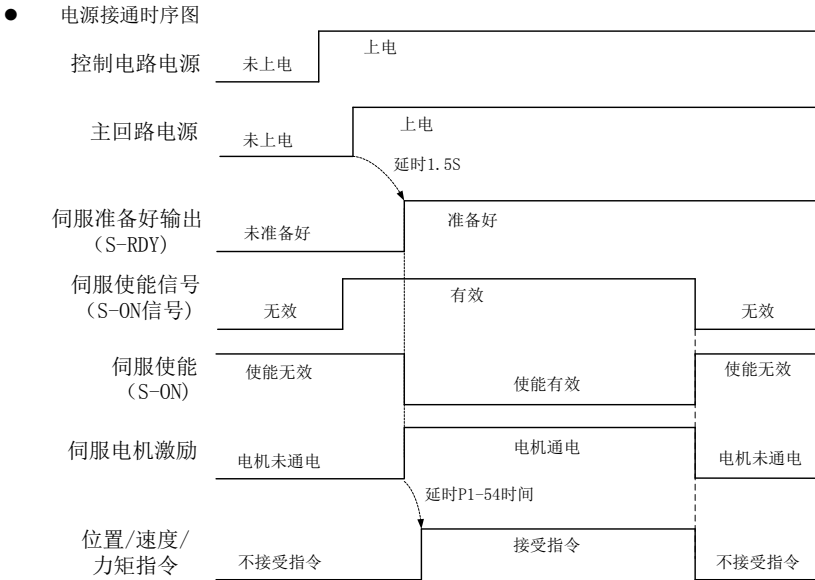 ● 电源接通时序图
控制电路电源
未上电
上电
主回路电源
未上电
上电
延时1.5S
伺服准备好输出
（S-RDY)
未准备好
准备好
伺服使能信号
（S-ON信号）
无效
有效
无效
伺服使能
（S-ON)
使能无效
使能有效
使能无效
伺服电机激励
电机未通电
电机通电
电机未通电
延时P1-54时间
位置/速度/
力矩指令
不接受指令
接受指令
不接受指令